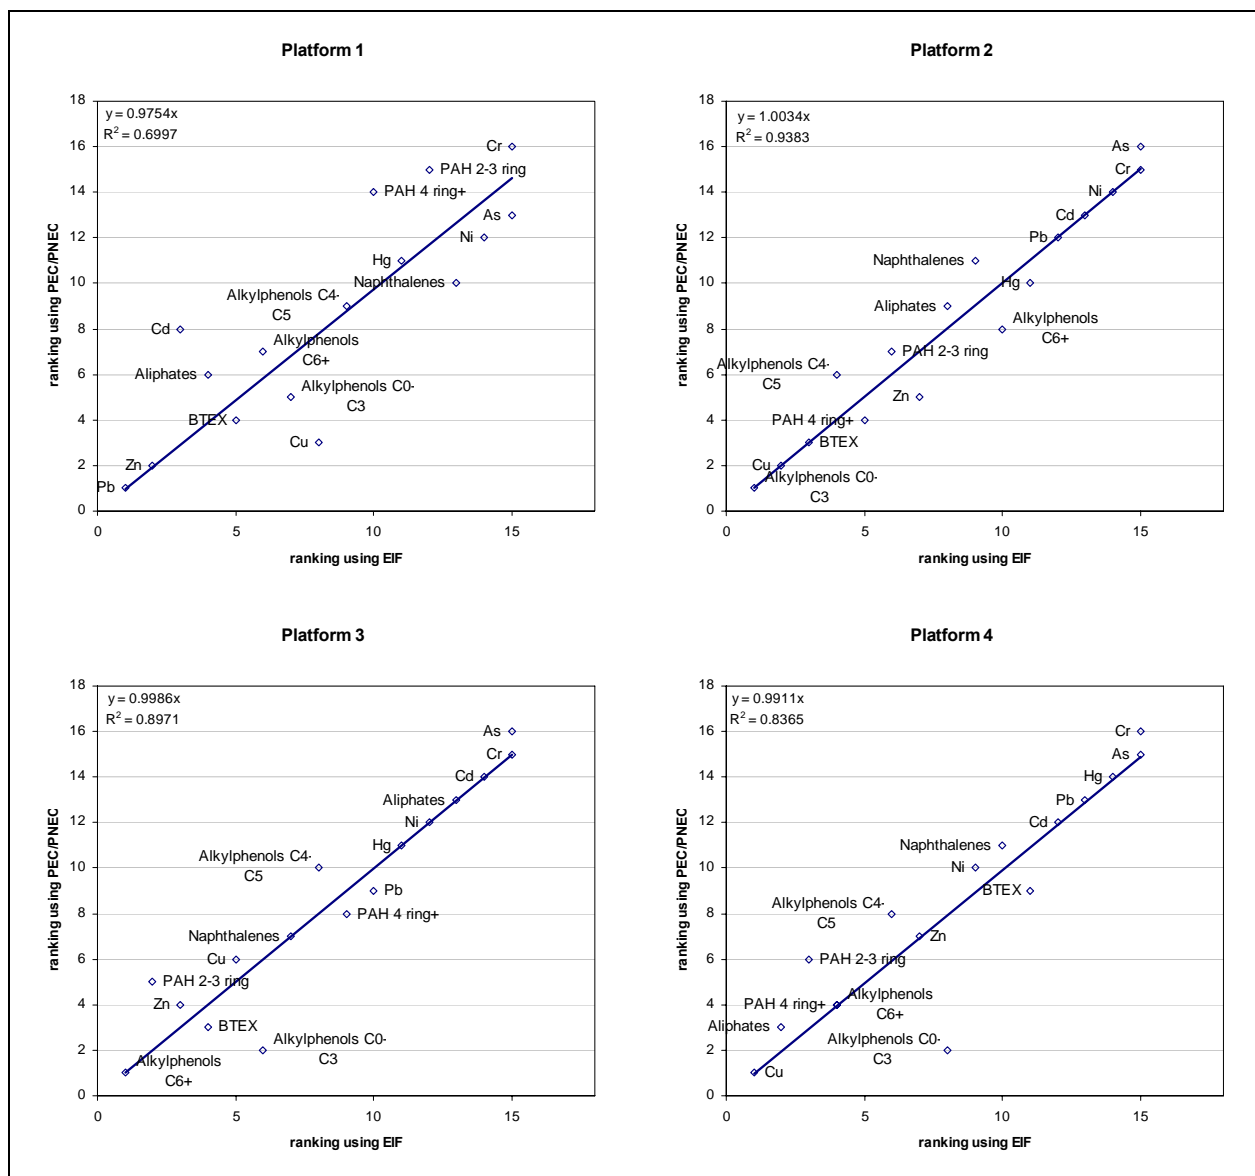 Platform 1
y = 0.9754x
R² = 0.6997
18
16
14
12
10
8
6
4
2
0
0 5 10 15
ranking using PEC/PNEC
ranking using EIF
Cr
PAH 2-3 ring
PAH 4 ring+
As
Ni
Hg
Naphthalenes
Alkylphenols C4-
C5
Cd
Alkylphenols
C6+
Aliphates
Alkylphenols C0-
C3
BTEX
Cu
Zn
Pb
Platform 2
y = 1.0034x
R² = 0.9383
18
16
14
12
10
8
6
4
2
0
0 5 10 15
ranking using PEC/PNEC
ranking using EIF
As
Cr
Ni
Cd
Pb
Naphthalenes
Hg
Aliphates
Alkylphenols
C6+
PAH 2-3 ring
Alkylphenols C4-
C5
Zn
PAH 4 ring+
BTEX
Cu
Alkylphenols C0-
C3
Platform 3
y = 0.9986x
R² = 0.8971
18
16
14
12
10
8
6
4
2
0
0 5 10 15
ranking using PEC/PNEC
ranking using EIF
As
Cr
Cd
Aliphates
Ni
Hg
Alkylphenols C4-
C5
Pb
PAH 4 ring+
Naphthalenes
Cu
PAH 2-3 ring
Zn
BTEX
Alkylphenols C0-
C3
Alkylphenols
C6+
Platform 4
y = 0.9911x
R² = 0.8365
18
16
14
12
10
8
6
4
2
0
0 5 10 15
ranking using PEC/PNEC
ranking using EIF
Cr
As
Hg
Pb
Cd
Naphthalenes
Ni
BTEX
Alkylphenols C4-
C5
Zn
PAH 2-3 ring
PAH 4 ring+
Alkylphenols
C6+
Aliphates
Alkylphenols C0-
C3
Cu